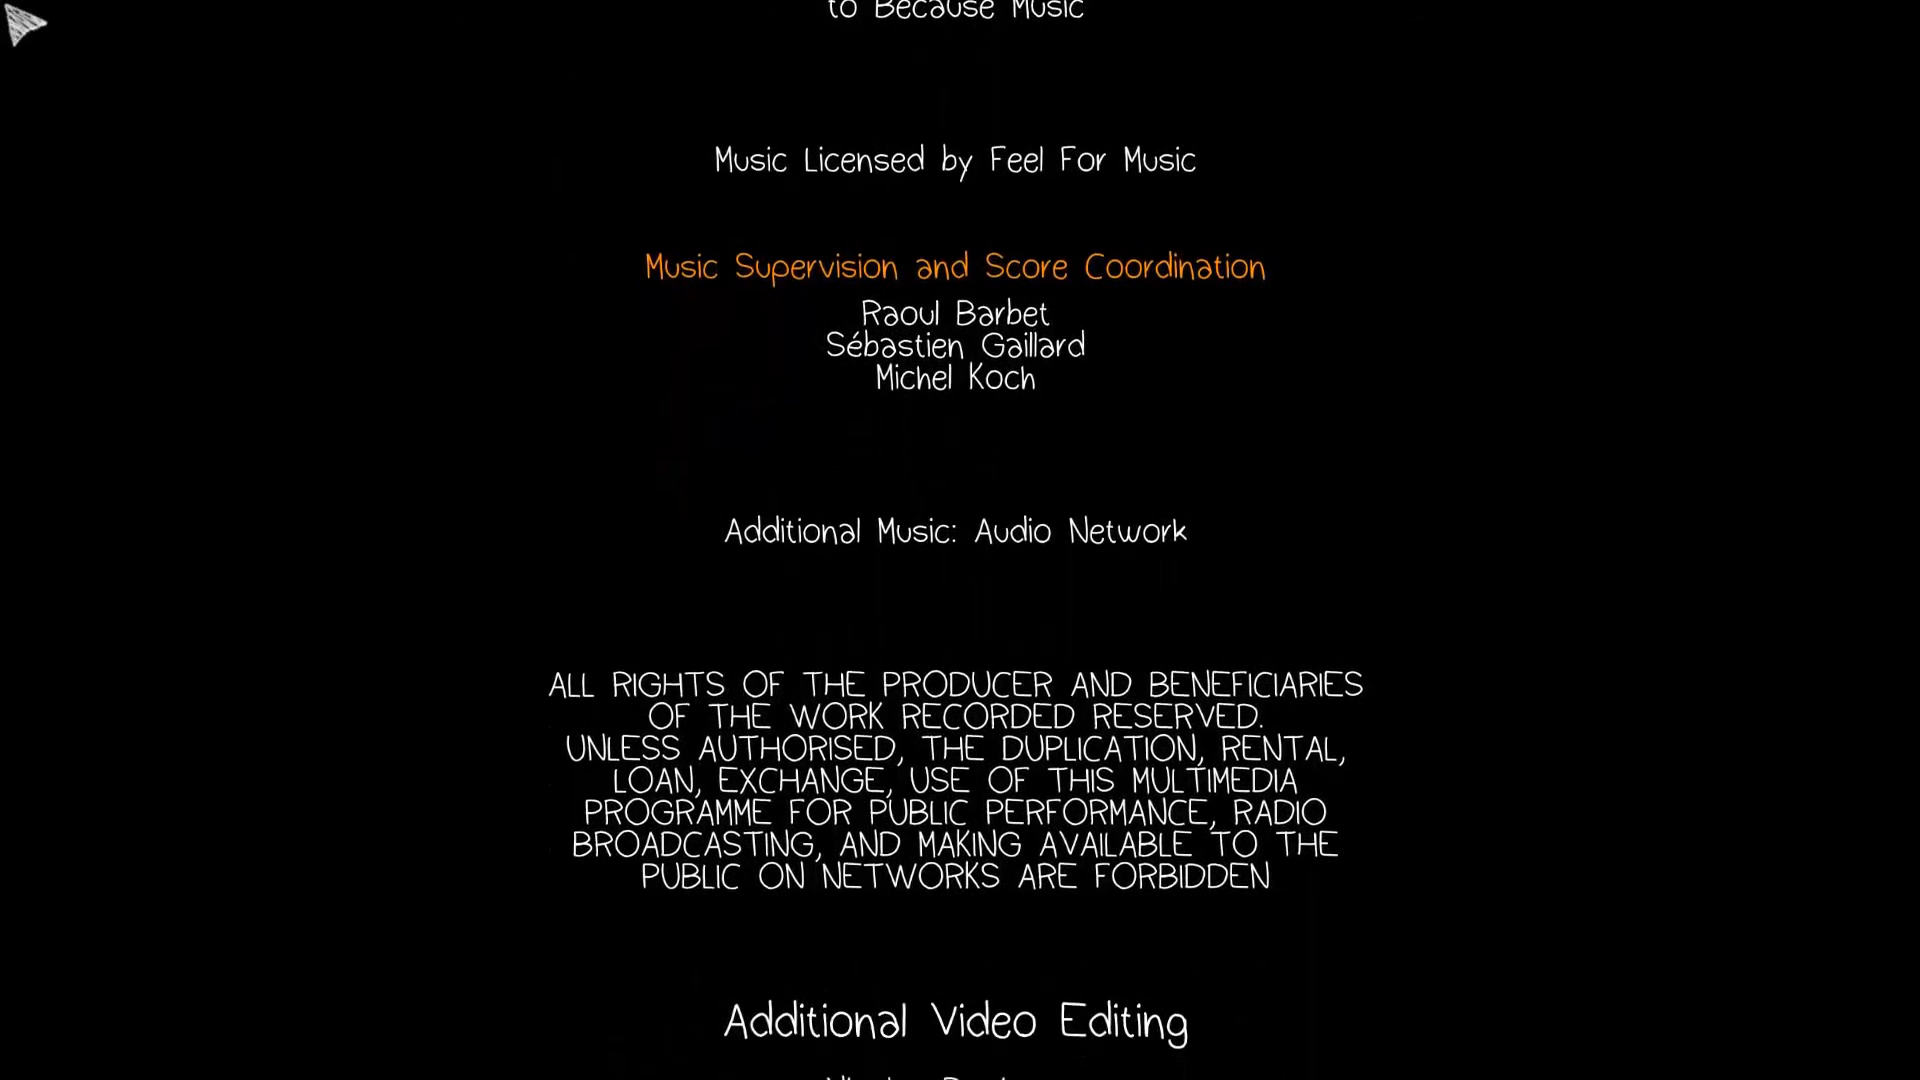 to Because Music
Music Licensed by Feel For Music
Music Supervision and Score Coordination
Raoul Barbet
Sébastien Gaillard
Michel Koch
Additional Music: Audio Network
ALL RIGHTS OF THE PRODUCER AND BENEFICIARIES
OF THE WORK RECORDED RESERVED.
UNLESS AUTHORISED, THE DUPLICATION, RENTAL,
LOAN, EXCHANGE, USE OF THIS MULTIMEDIA
PROGRAMME FOR PUBLIC PERFORMANCE, RADIO
BROADCASTING, AND MAKING AVAILABLE TO THE
PUBLIC ON NETWORKS ARE FORBIDDEN
Additional Video Editing